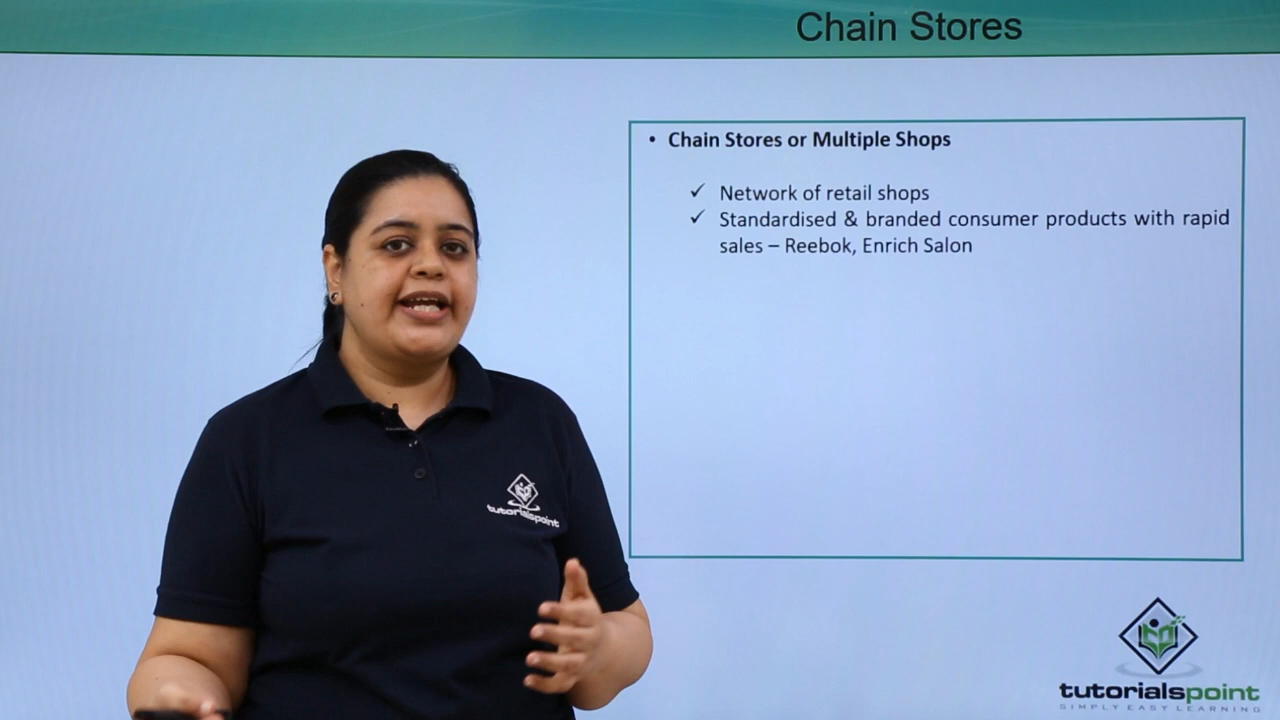 Chain Stores
• Chain Stores or Multiple Shops
✓ Network of retail shops
✓ Standardised & branded consumer products with rapid
sales – Reebok, Enrich Salon
tutorialspoint
tutorialspoint
SIMPLY EASY LEARNING